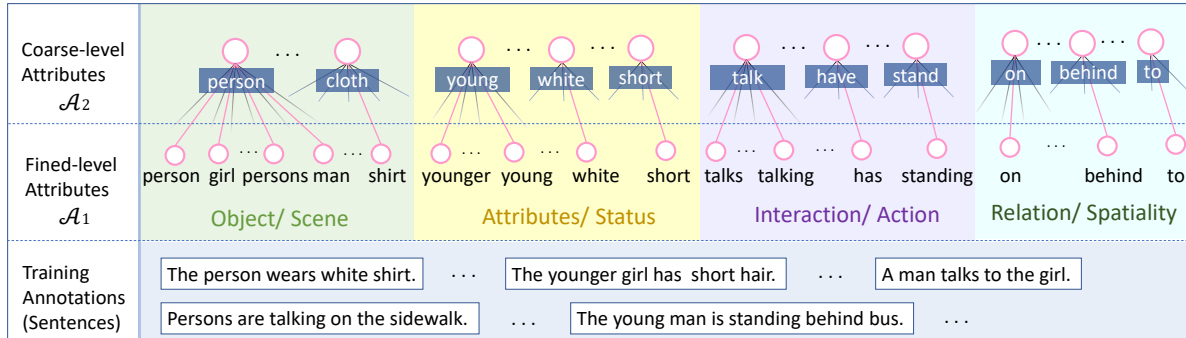 Coarse-level
Attributes
𝒜₂
person ... cloth
young ... white ... short
talk ... have ... stand
on ... behind ... to
Fined-level
Attributes
𝒜₁
person girl persons man shirt
younger young white short
talks talking has standing
on behind to
Object/ Scene
Attributes/ Status
Interaction/ Action
Relation/ Spatiality
Training
Annotations
(Sentences)
The person wears white shirt. ... The younger girl has short hair. ... A man talks to the girl.
Persons are talking on the sidewalk. ... The young man is standing behind bus. ...